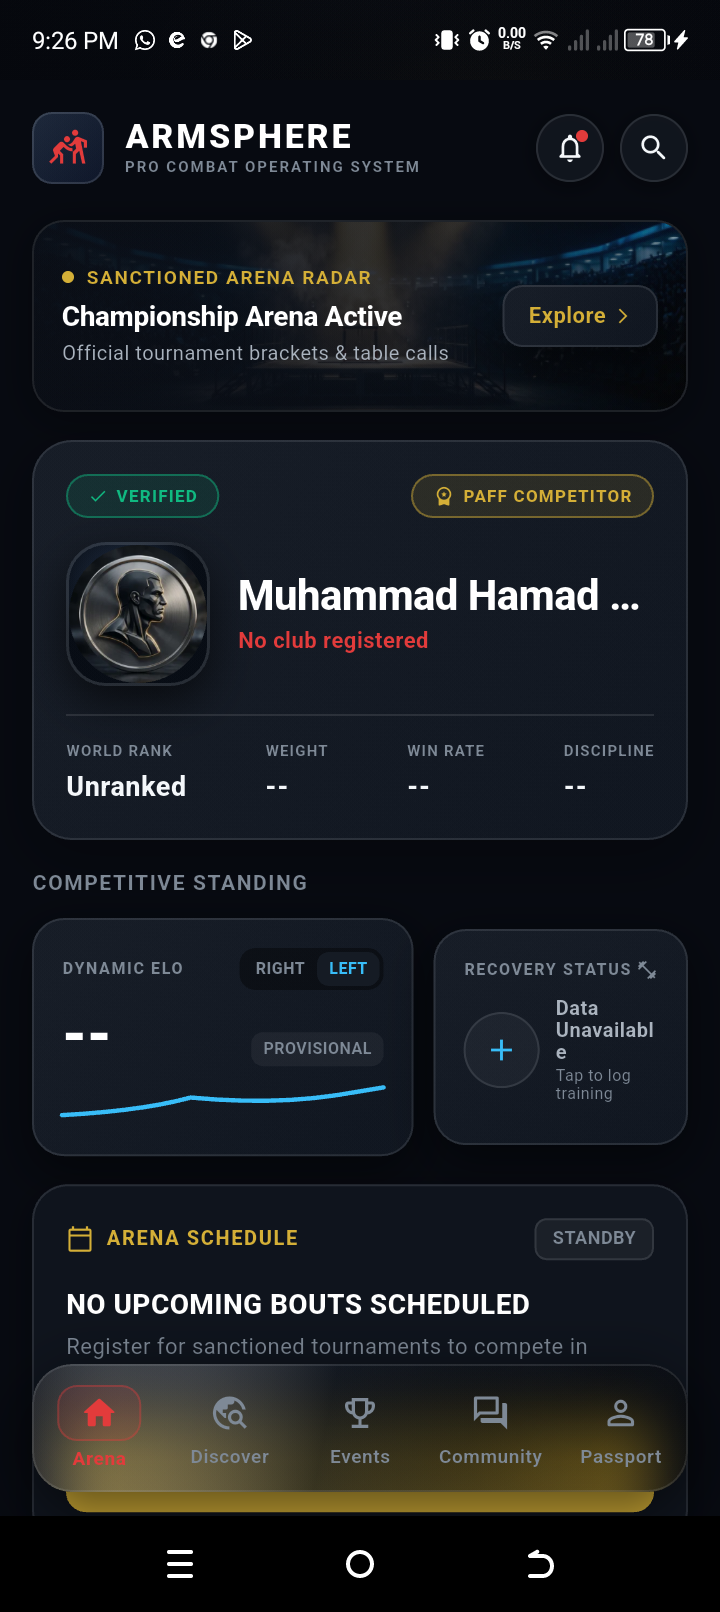 9:26 PM
0.00
B/S
78
ARMSPHERE
PRO COMBAT OPERATING SYSTEM
SANCTIONED ARENA RADAR
Championship Arena Active
Official tournament brackets & table calls
Explore
VERIFIED
PAFF COMPETITOR
Muhammad Hamad ...
No club registered
WORLD RANK WEIGHT WIN RATE DISCIPLINE
Unranked -- -- --
COMPETITIVE STANDING
DYNAMIC ELO
RIGHT LEFT
--
PROVISIONAL
RECOVERY STATUS
Data
Unavailabl
e
Tap to log
training
ARENA SCHEDULE
STANDBY
NO UPCOMING BOUTS SCHEDULED
Register for sanctioned tournaments to compete in
Arena Discover Events Community Passport